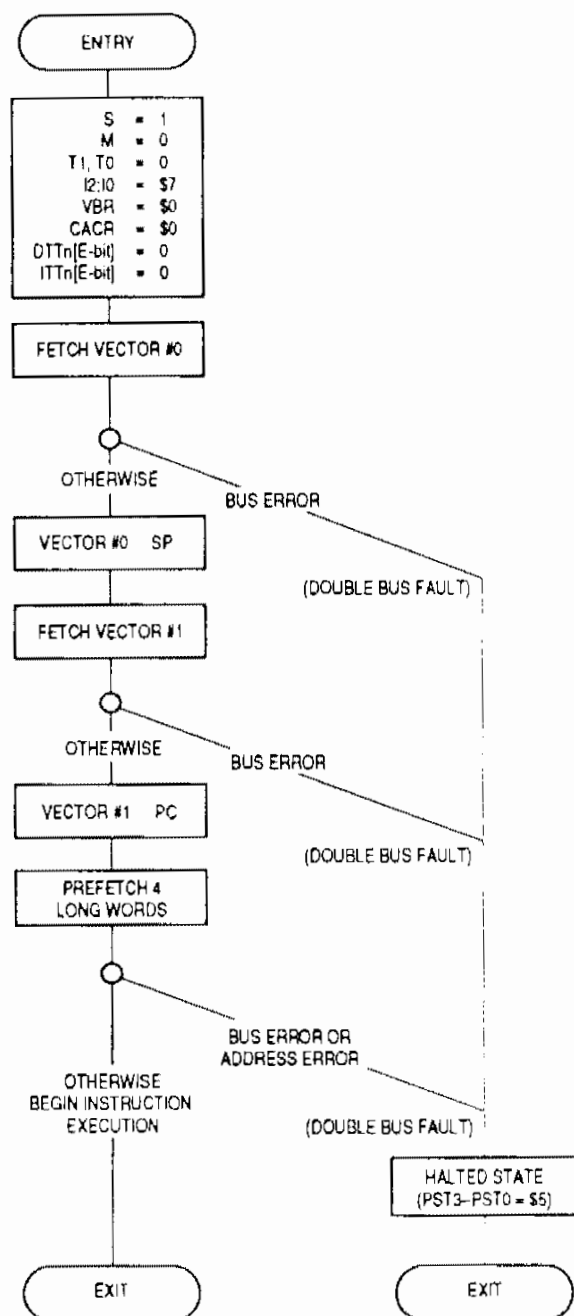 ENTRY
S = 1
M = 0
T1, T0 = 0
I2:I0 = $7
VBR = $0
CACR = $0
DTTn[E-bit] = 0
ITTn[E-bit] = 0
FETCH VECTOR #0
OTHERWISE
BUS ERROR
VECTOR #0 SP
(DOUBLE BUS FAULT)
FETCH VECTOR #1
OTHERWISE
BUS ERROR
VECTOR #1 PC
(DOUBLE BUS FAULT)
PREFETCH 4
LONG WORDS
BUS ERROR OR
ADDRESS ERROR
OTHERWISE
BEGIN INSTRUCTION
EXECUTION
(DOUBLE BUS FAULT)
HALTED STATE
(PST3–PST0 = $5)
EXIT
EXIT